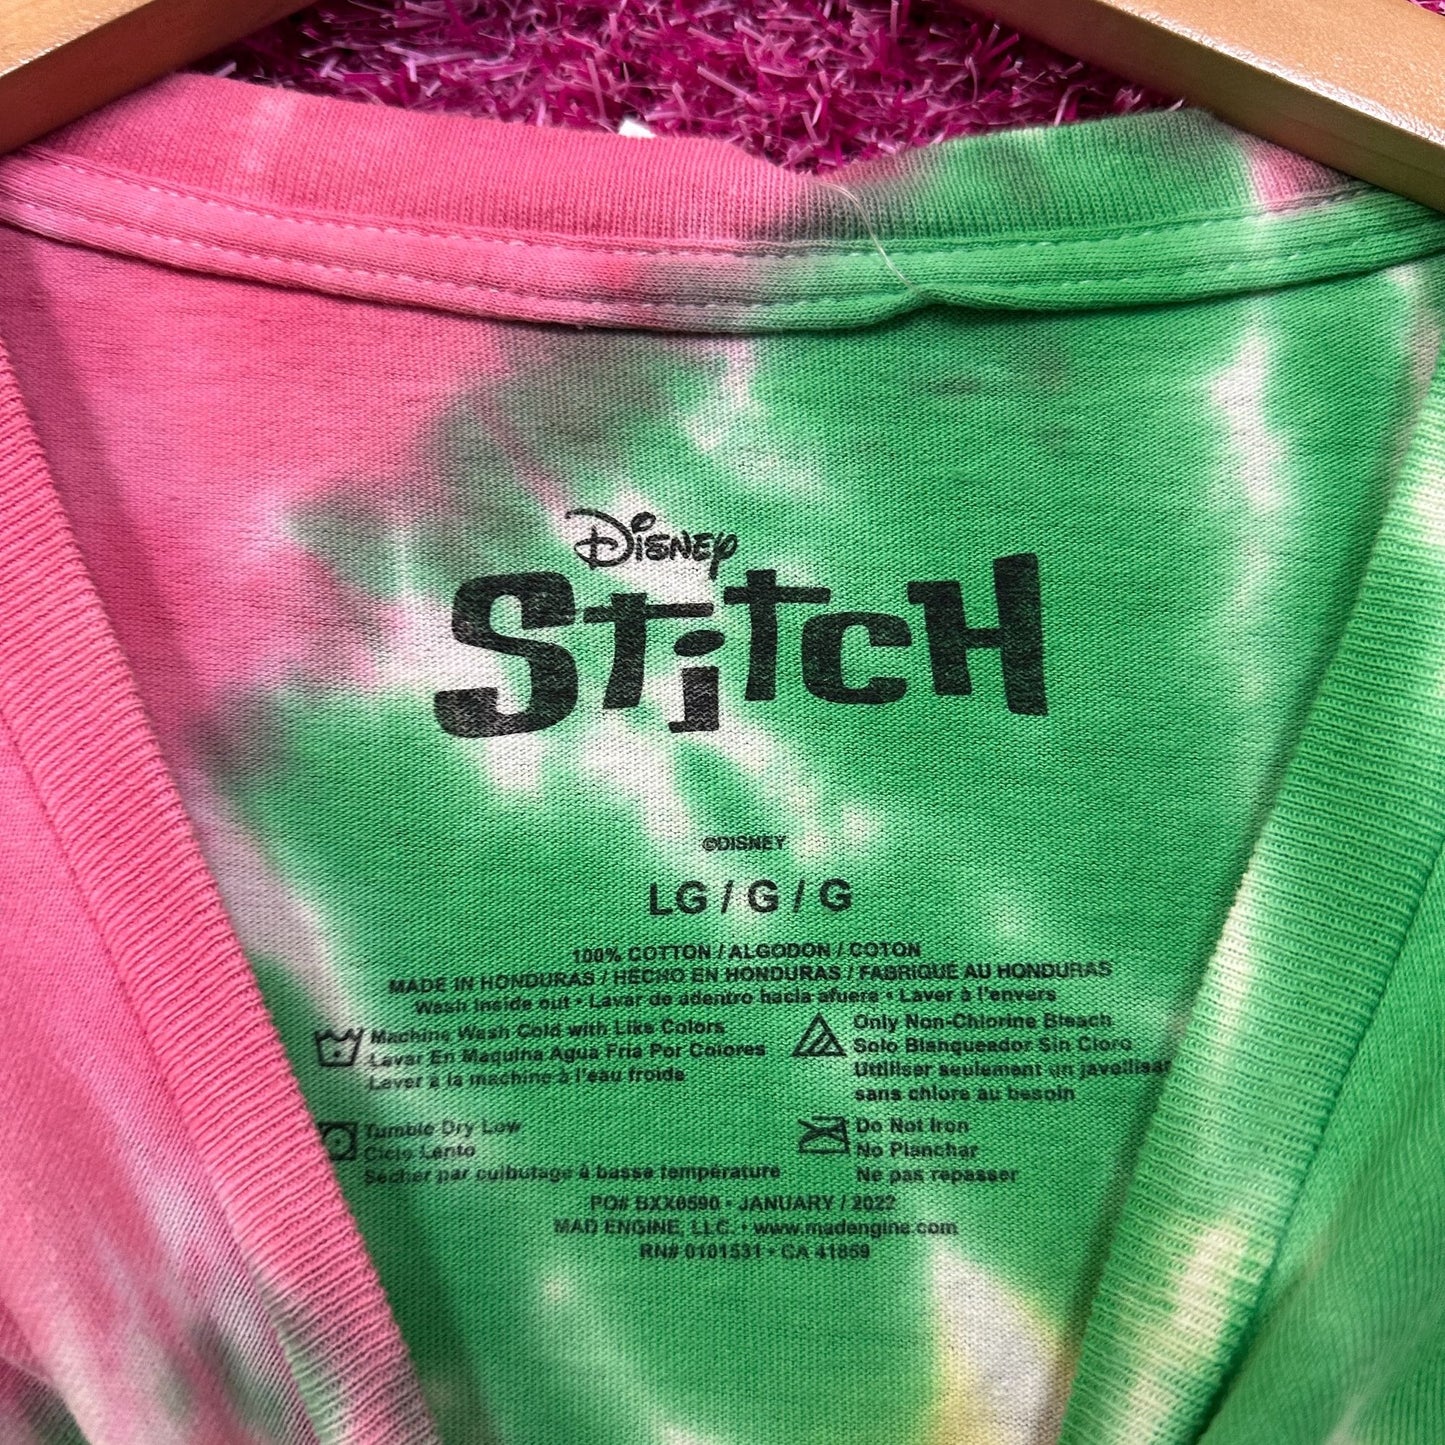 Disney
Stitch
©DISNEY
LG / G / G
100% COTTON / ALGODON / COTON
MADE IN HONDURAS / HECHO EN HONDURAS / FABRIQUÉ AU HONDURAS
Wash Inside out • Lavar de adentro hacia afuera • Laver à l'envers
Machine Wash Cold with Like Colors
Lavar En Maquina Agua Fria Por Colores
Laver à la machine à l'eau froide
Only Non-Chlorine Bleach
Solo Blanqueador Sin Cloro
Uttiliser seulement un javellisar
sans chlore au besoin
Tumble Dry Low
Ciclo Lento
Sécher par culbutage à basse température
Do Not Iron
No Planchar
Ne pas repasser
PO# BXX0590 • JANUARY / 2022
MAD ENGINE, LLC. • www.madengine.com
RN# 0101531 • CA 41859